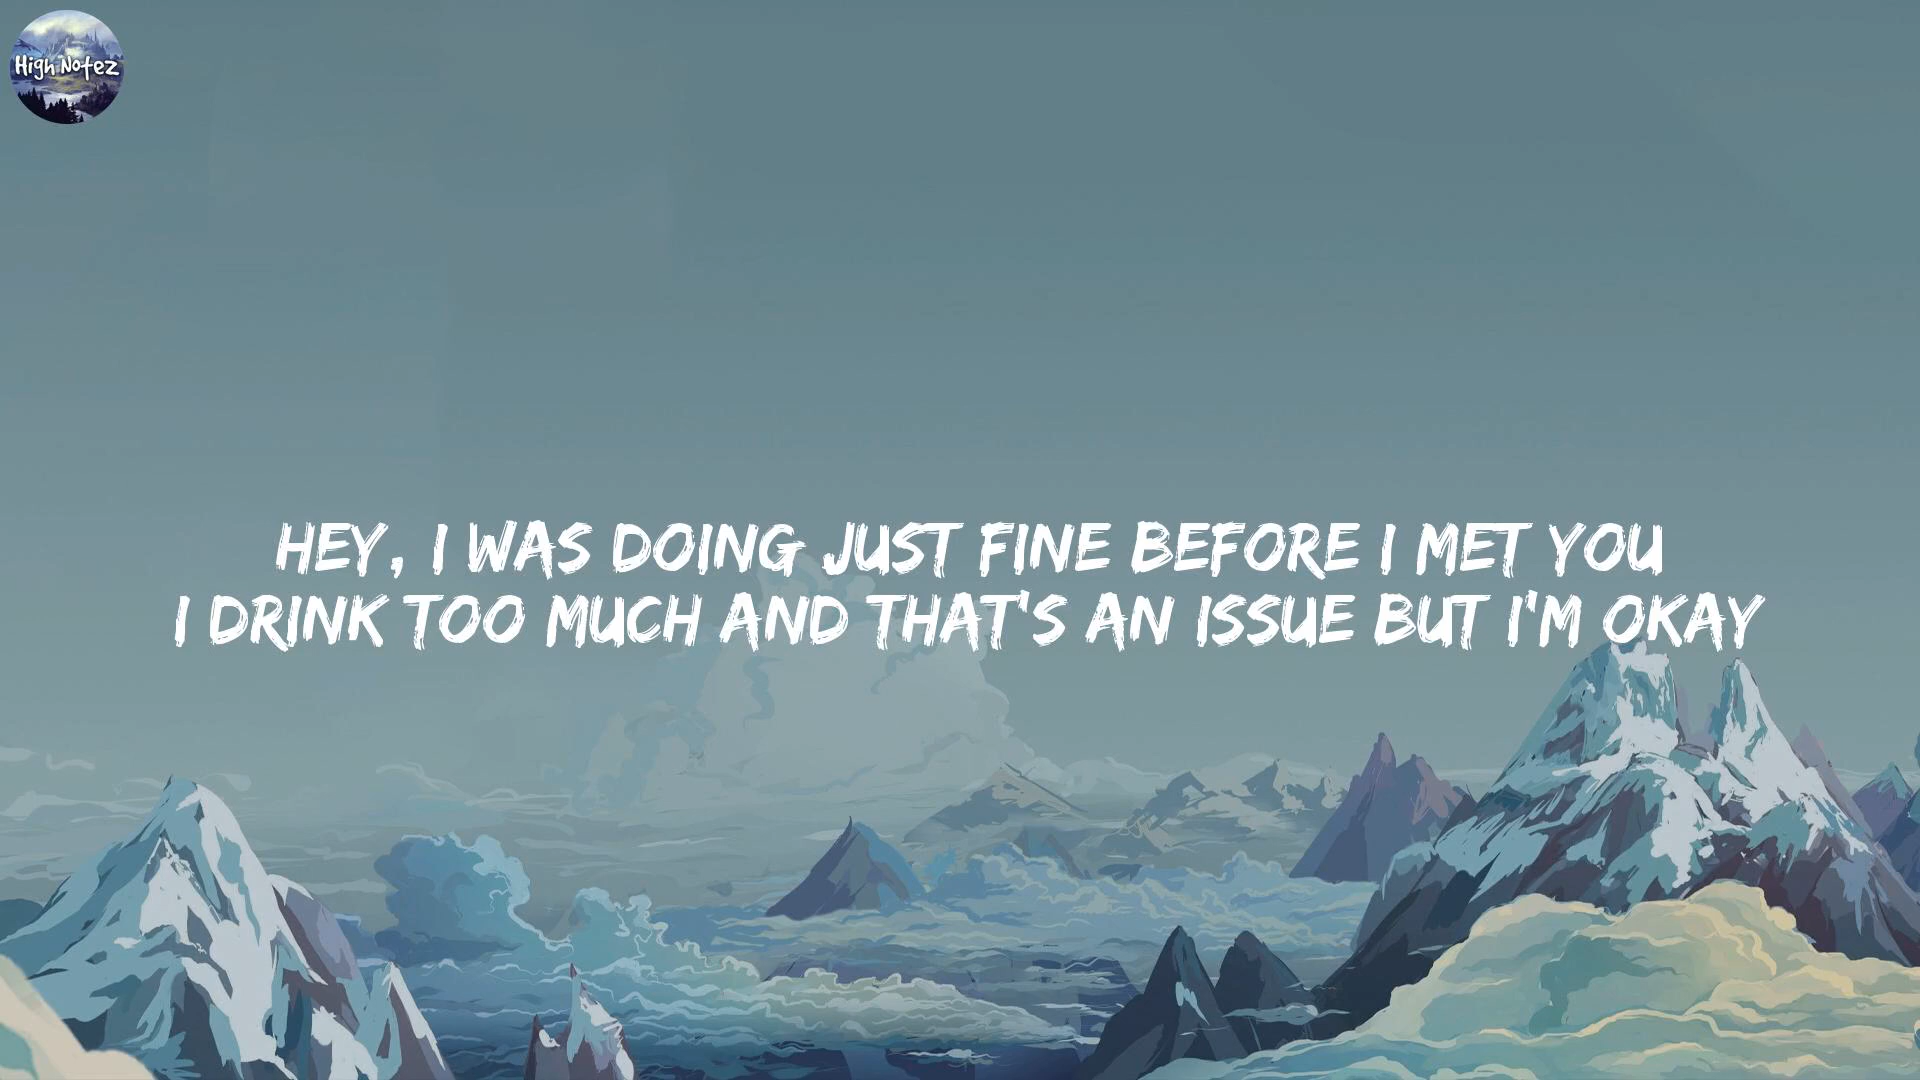 High Notez
HEY, I WAS DOING JUST FINE BEFORE I MET YOU
I DRINK TOO MUCH AND THAT'S AN ISSUE BUT I'M OKAY